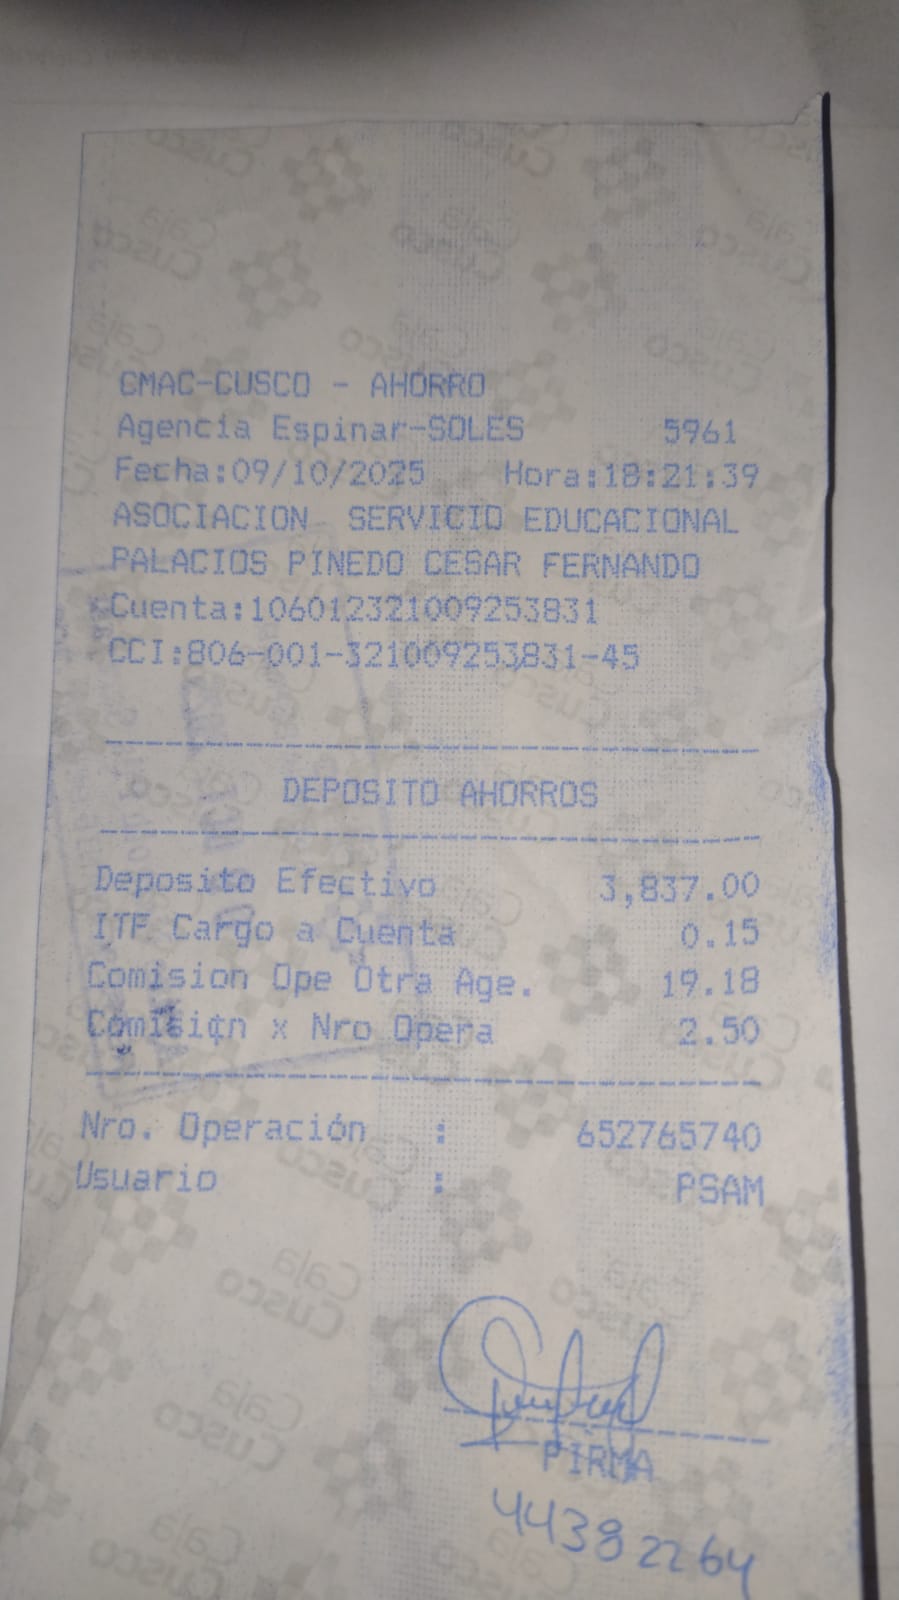 CMAC-CUSCO - AHORRO
Agencia Espinar-SOLES 5961
Fecha:09/10/2025 Hora:18:21:39
ASOCIACION SERVICIO EDUCACIONAL
PALACIOS PINEDO CESAR FERNANDO
Cuenta:106012321009253831
CCI:806-001-321009253831-45
DEPOSITO AHORROS
Deposito Efectivo 3,837.00
ITF Cargo a Cuenta 0.15
Comision Ope Otra Age. 19.18
Comision x Nro Opera 2.50
Nro. Operación : 652765740
Usuario : PSAM
FIRMA
44382264